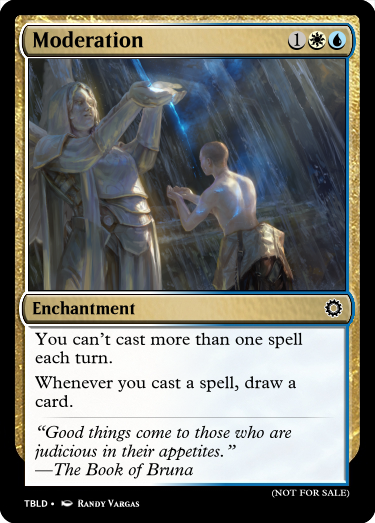 Moderation 1
Enchantment
You can't cast more than one spell
each turn.
Whenever you cast a spell, draw a
card.
"Good things come to those who are
judicious in their appetites."
—The Book of Bruna
(NOT FOR SALE)
TBLD • Randy Vargas